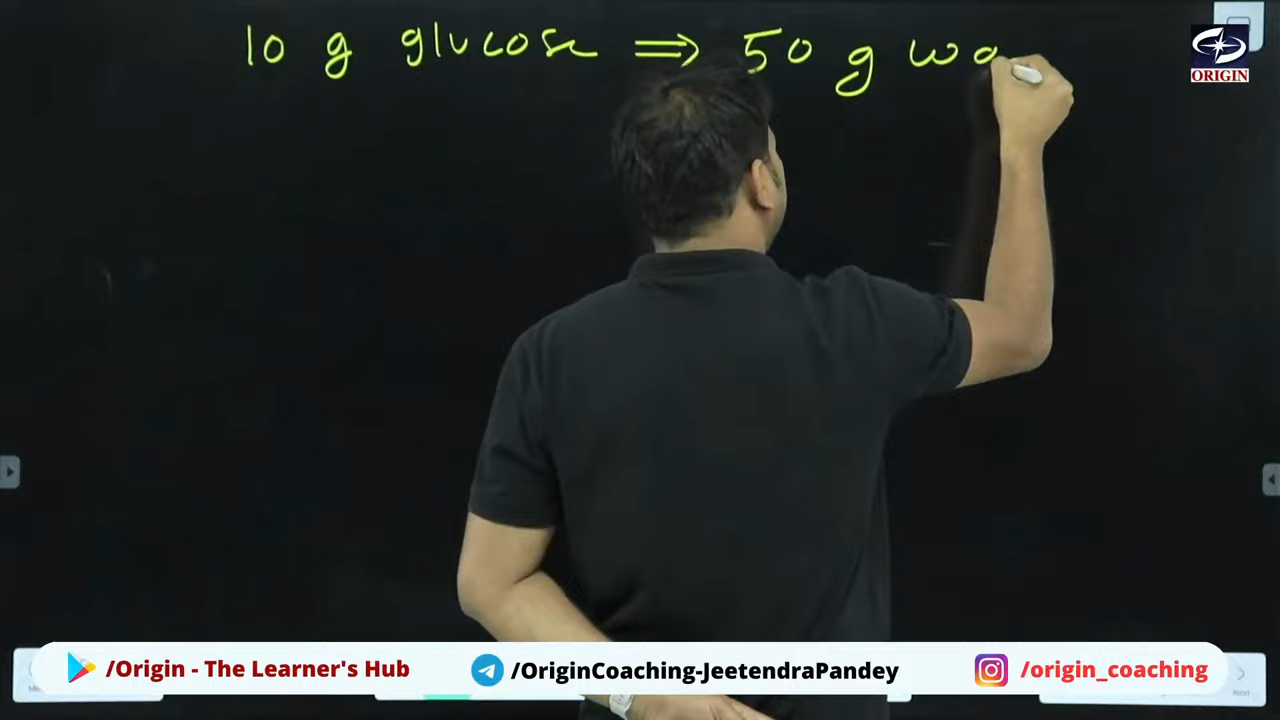 10 g glucose ⇒ 50 g wa
ORIGIN
/Origin - The Learner's Hub
/OriginCoaching-JeetendraPandey
/origin_coaching